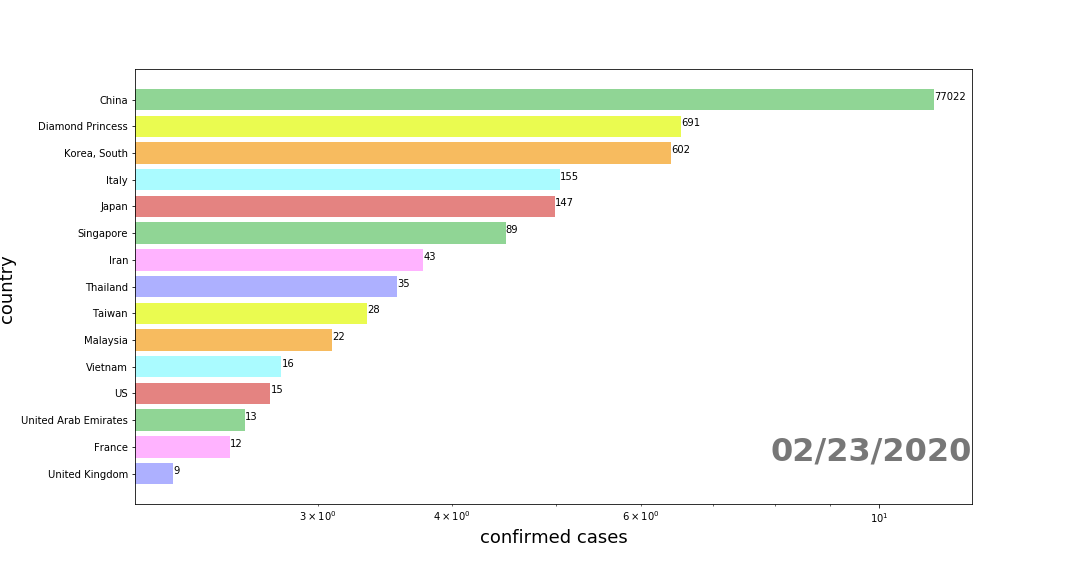 China 77022
Diamond Princess 691
Korea, South 602
Italy 155
Japan 147
Singapore 89
Iran 43
Thailand 35
Taiwan 28
Malaysia 22
Vietnam 16
US 15
United Arab Emirates 13
France 12
United Kingdom 9
country
02/23/2020
3 × 10⁰ 4 × 10⁰ 6 × 10⁰ 10¹
confirmed cases